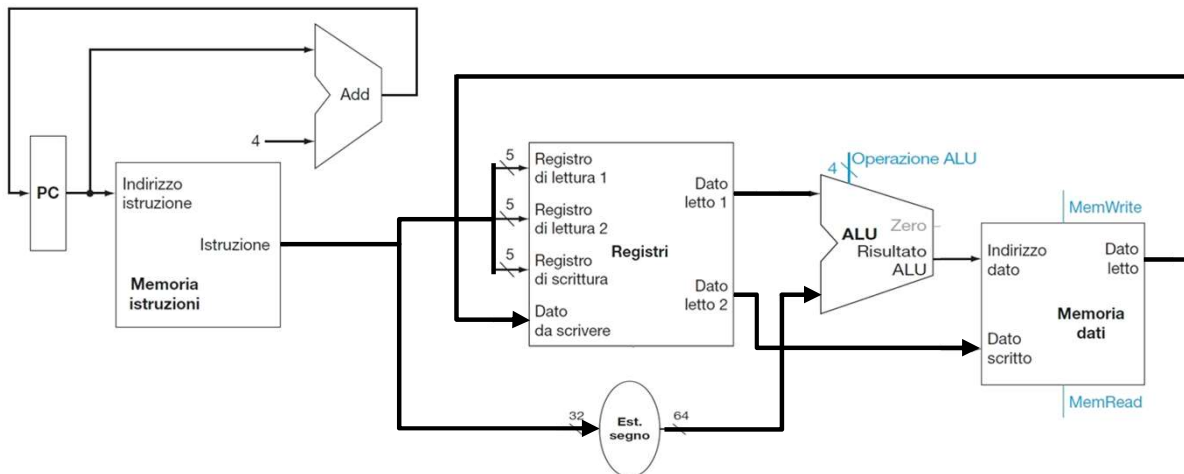 Add
4
PC
Indirizzo
istruzione
Istruzione
Memoria
istruzioni
5
Registro
di lettura 1
5
Registro
di lettura 2
5
Registro
di scrittura
Dato
da scrivere
Registri
Dato
letto 1
Dato
letto 2
4
Operazione ALU
Zero
ALU
Risultato
ALU
MemWrite
Indirizzo
dato
Dato
letto
Memoria
dati
Dato
scritto
MemRead
32
Est.
segno
64